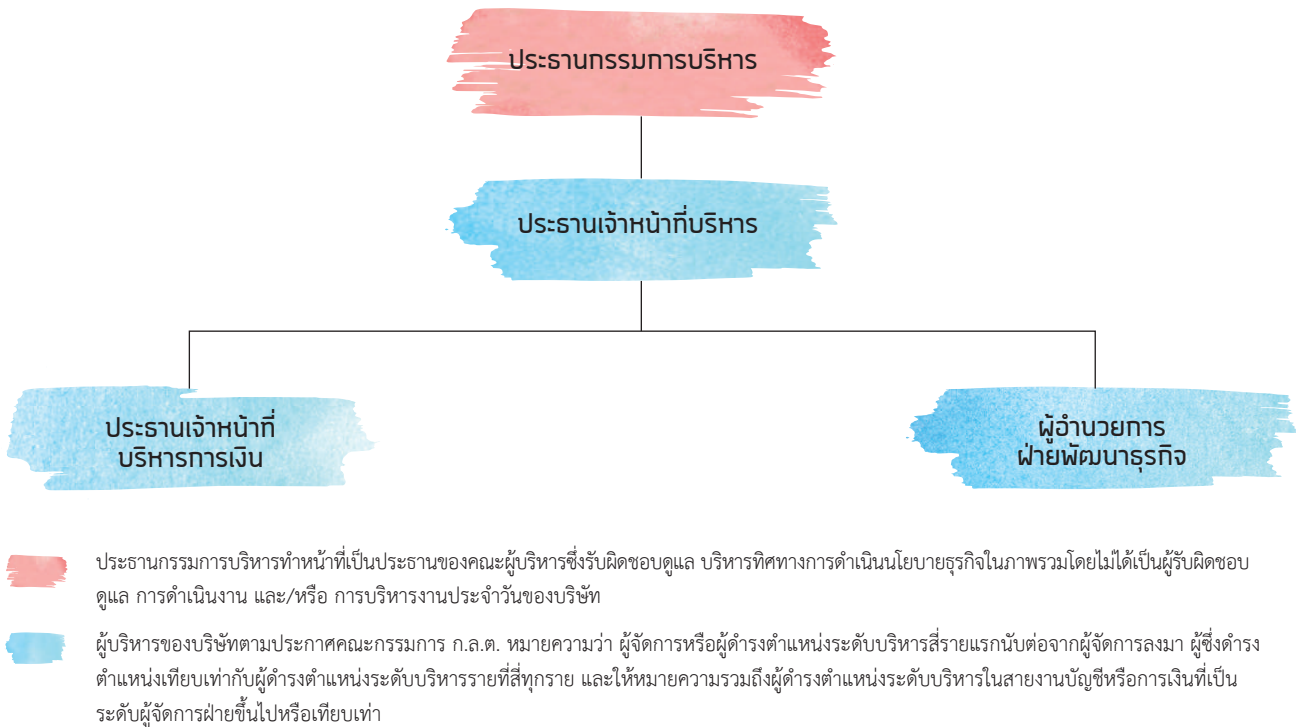 ประธานกรรมการบริหาร
ประธานเจ้าหน้าที่บริหาร
ประธานเจ้าหน้าที่
บริหารการเงิน
ผู้อำนวยการ
ฝ่ายพัฒนาธุรกิจ
ประธานกรรมการบริหารทำหน้าที่เป็นประธานของคณะผู้บริหารซึ่งรับผิดชอบดูแล บริหารทิศทางการดำเนินนโยบายธุรกิจในภาพรวมโดยไม่ได้เป็นผู้รับผิดชอบ
ดูแล การดำเนินงาน และ/หรือ การบริหารงานประจำวันของบริษัท
ผู้บริหารของบริษัทตามประกาศคณะกรรมการ ก.ล.ต. หมายความว่า ผู้จัดการหรือผู้ดำรงตำแหน่งระดับบริหารสี่รายแรกนับต่อจากผู้จัดการลงมา ผู้ซึ่งดำรง
ตำแหน่งเทียบเท่ากับผู้ดำรงตำแหน่งระดับบริหารรายที่สี่ทุกราย และให้หมายความรวมถึงผู้ดำรงตำแหน่งระดับบริหารในสายงานบัญชีหรือการเงินที่เป็น
ระดับผู้จัดการฝ่ายขึ้นไปหรือเทียบเท่า